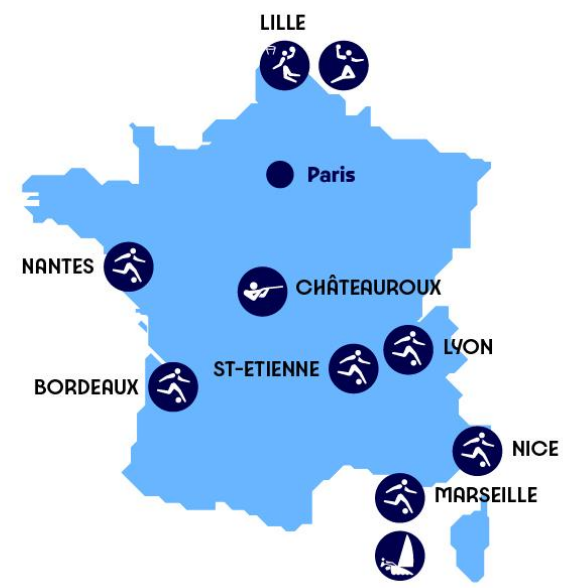 LILLE
Paris
NANTES
CHÂTEAUROUX
LYON
ST-ETIENNE
BORDEAUX
NICE
MARSEILLE